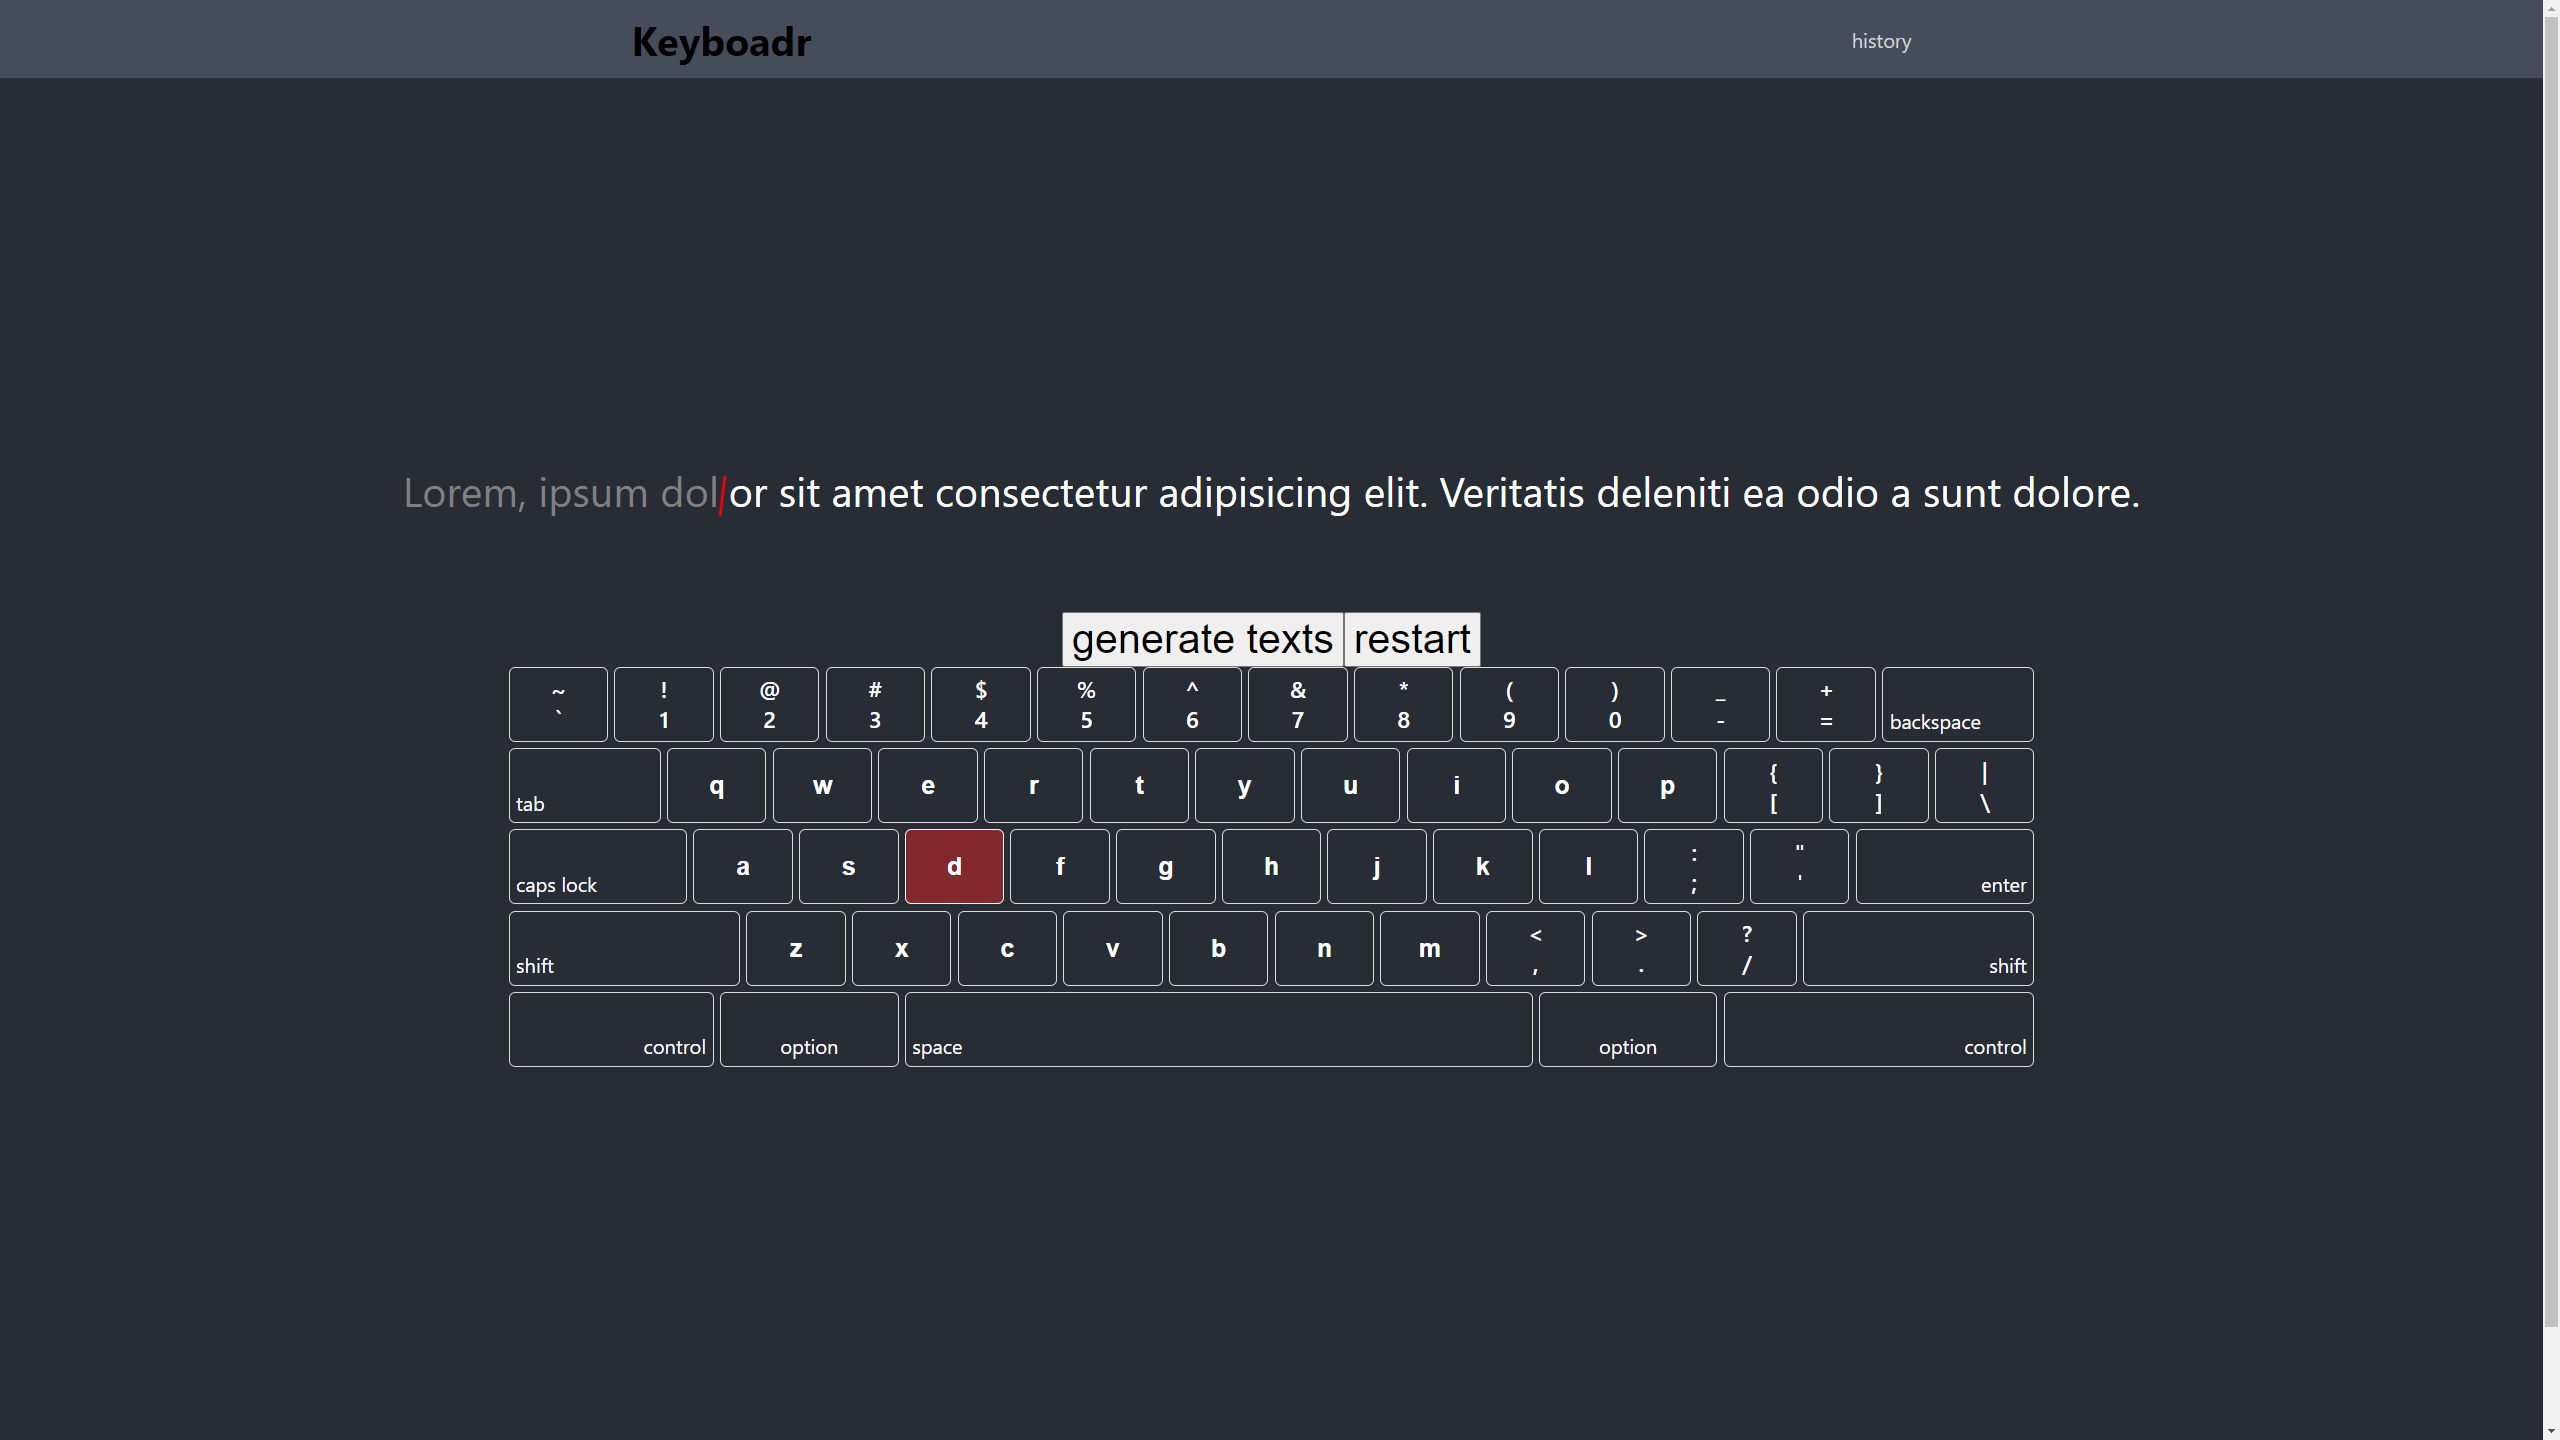 Keyboadr history
Lorem, ipsum dol/or sit amet consectetur adipisicing elit. Veritatis deleniti ea odio a sunt dolore.
generate texts restart
~ ! @ # $ % ^ & * ( ) _ +
` 1 2 3 4 5 6 7 8 9 0 - = backspace
tab q w e r t y u i o p { } |
[ ] \
caps lock a s d f g h j k l : " enter
; '
shift z x c v b n m < > ? shift
, . /
control option space option control